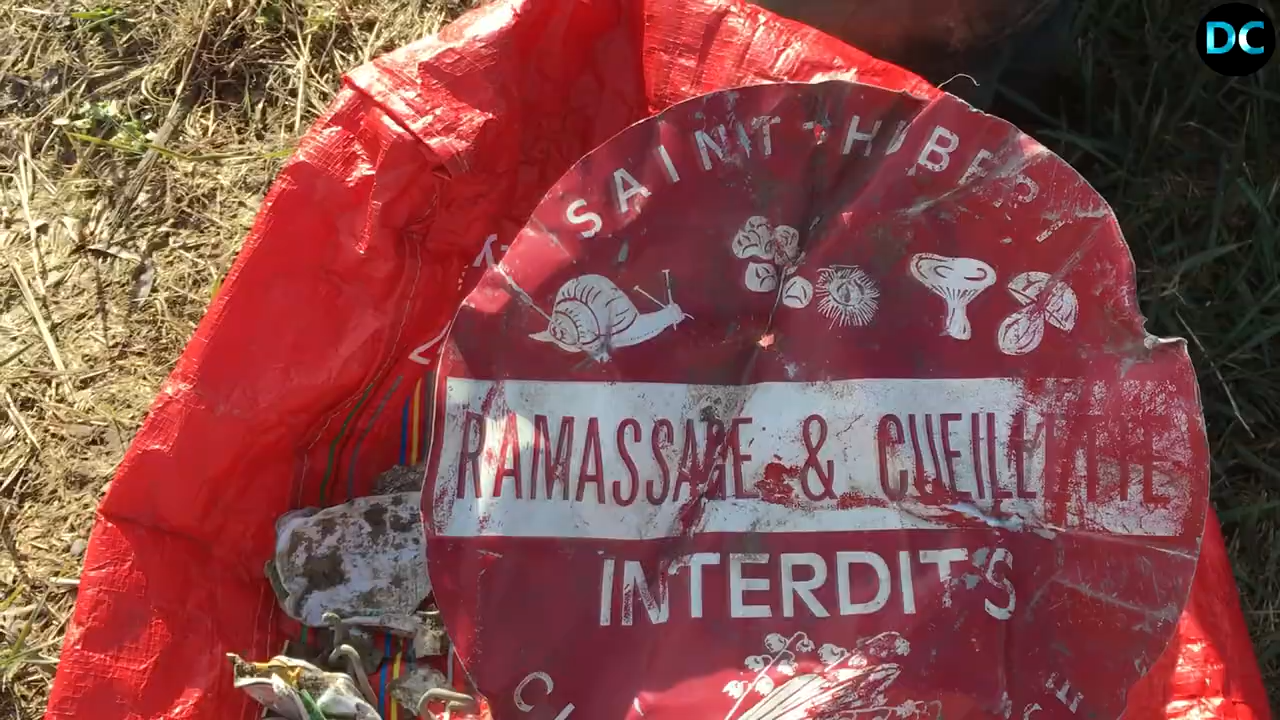 DC
SAINT-HUBERT
RAMASSAGE & CUEILLETTE
INTERDITS